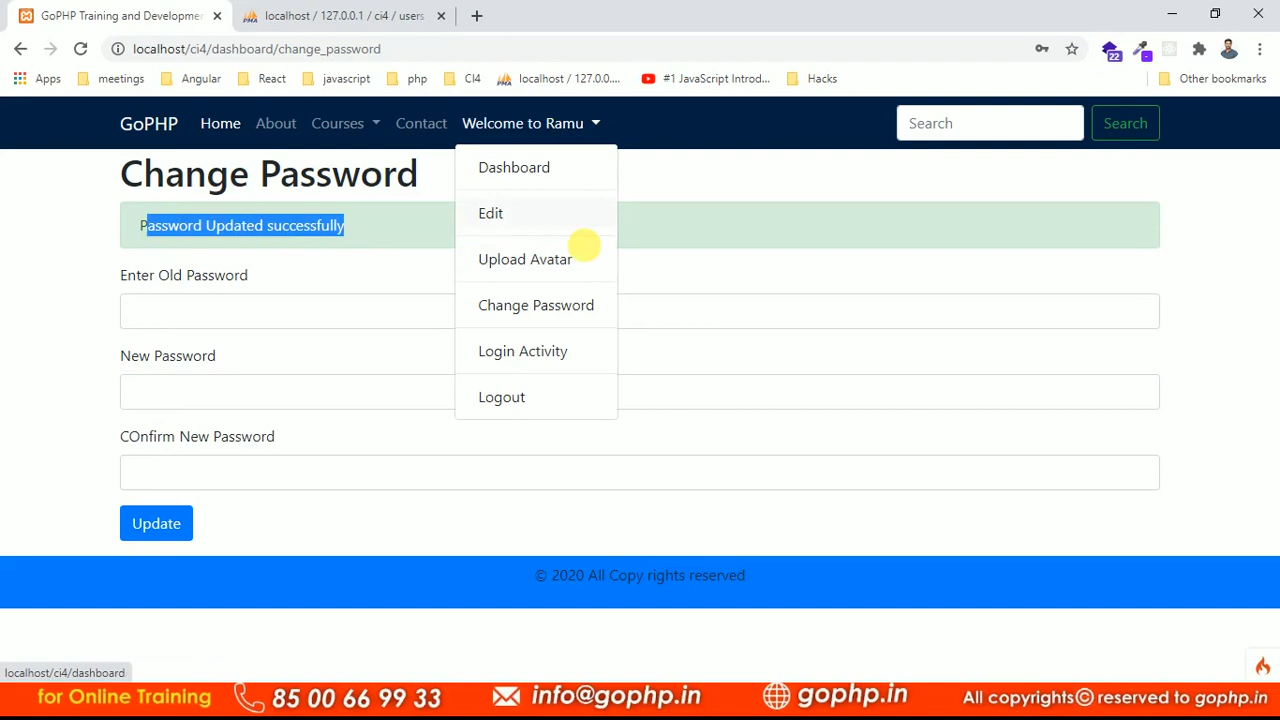 GoPHP Training and Developmen
localhost / 127.0.0.1 / ci4 / users
localhost/ci4/dashboard/change_password
22
Apps
meetings
Angular
React
javascript
php
CI4
localhost / 127.0.0....
#1 JavaScript Introd...
Hacks
Other bookmarks
GoPHP
Home
About
Courses
Contact
Welcome to Ramu
Search
Search
Change Password
Password Updated successfully
Dashboard
Edit
Upload Avatar
Change Password
Login Activity
Logout
Enter Old Password
New Password
COnfirm New Password
Update
© 2020 All Copy rights reserved
localhost/ci4/dashboard
for Online Training
85 00 66 99 33
info@gophp.in
gophp.in
All copyrights© reserved to gophp.in